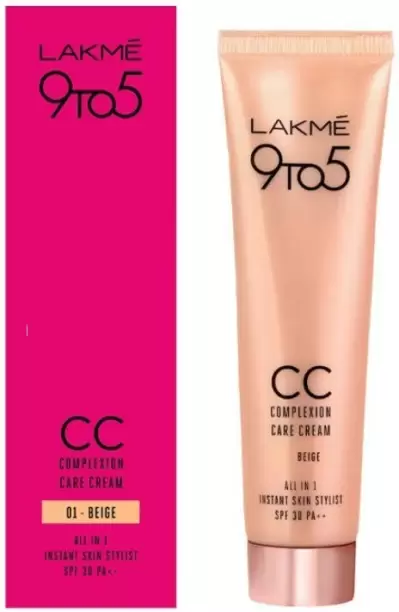 LAKMÉ
9TO5
CC
COMPLEXION
CARE CREAM
01 - BEIGE
ALL IN 1
INSTANT SKIN STYLIST
SPF 30 PA++
LAKMÉ
9TO5
CC
COMPLEXION
CARE CREAM
BEIGE
ALL IN 1
INSTANT SKIN STYLIST
SPF 30 PA++